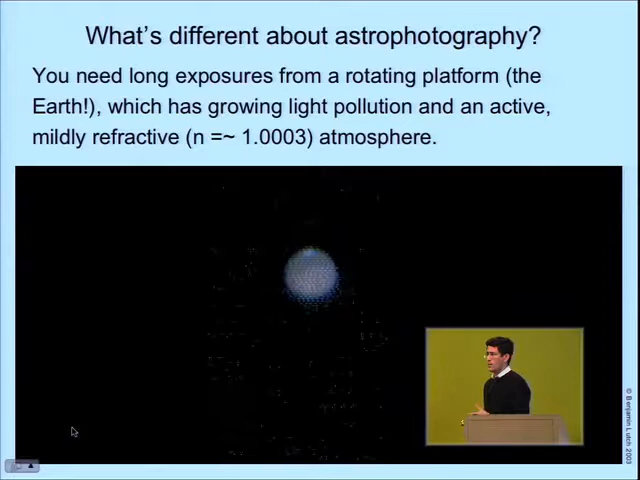 What's different about astrophotography?
You need long exposures from a rotating platform (the
Earth!), which has growing light pollution and an active,
mildly refractive (n =~ 1.0003) atmosphere.
© Benjamin Lutch 2003